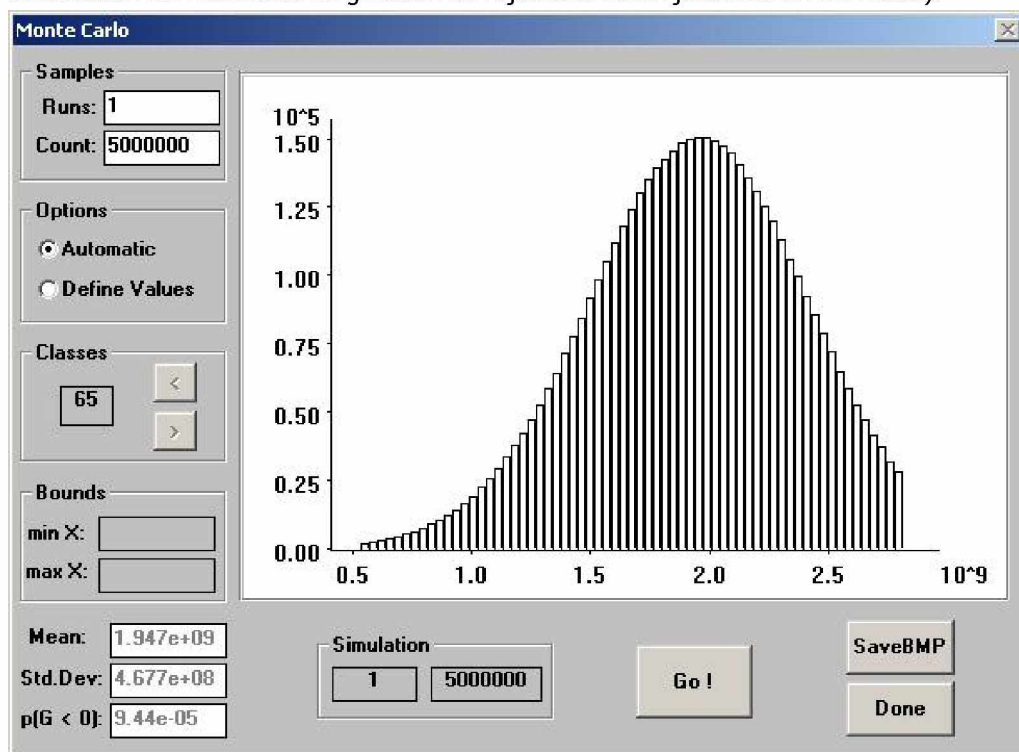 Monte Carlo
Samples
Runs: 1
Count: 5000000
Options
Automatic
Define Values
Classes
65
<
>
Bounds
min X:
max X:
Mean: 1.947e+09
Std.Dev: 4.677e+08
p(G < 0): 9.44e-05
10^5
1.50
1.25
1.00
0.75
0.50
0.25
0.00
0.5 1.0 1.5 2.0 2.5 10^9
Simulation
1 5000000
Go !
SaveBMP
Done